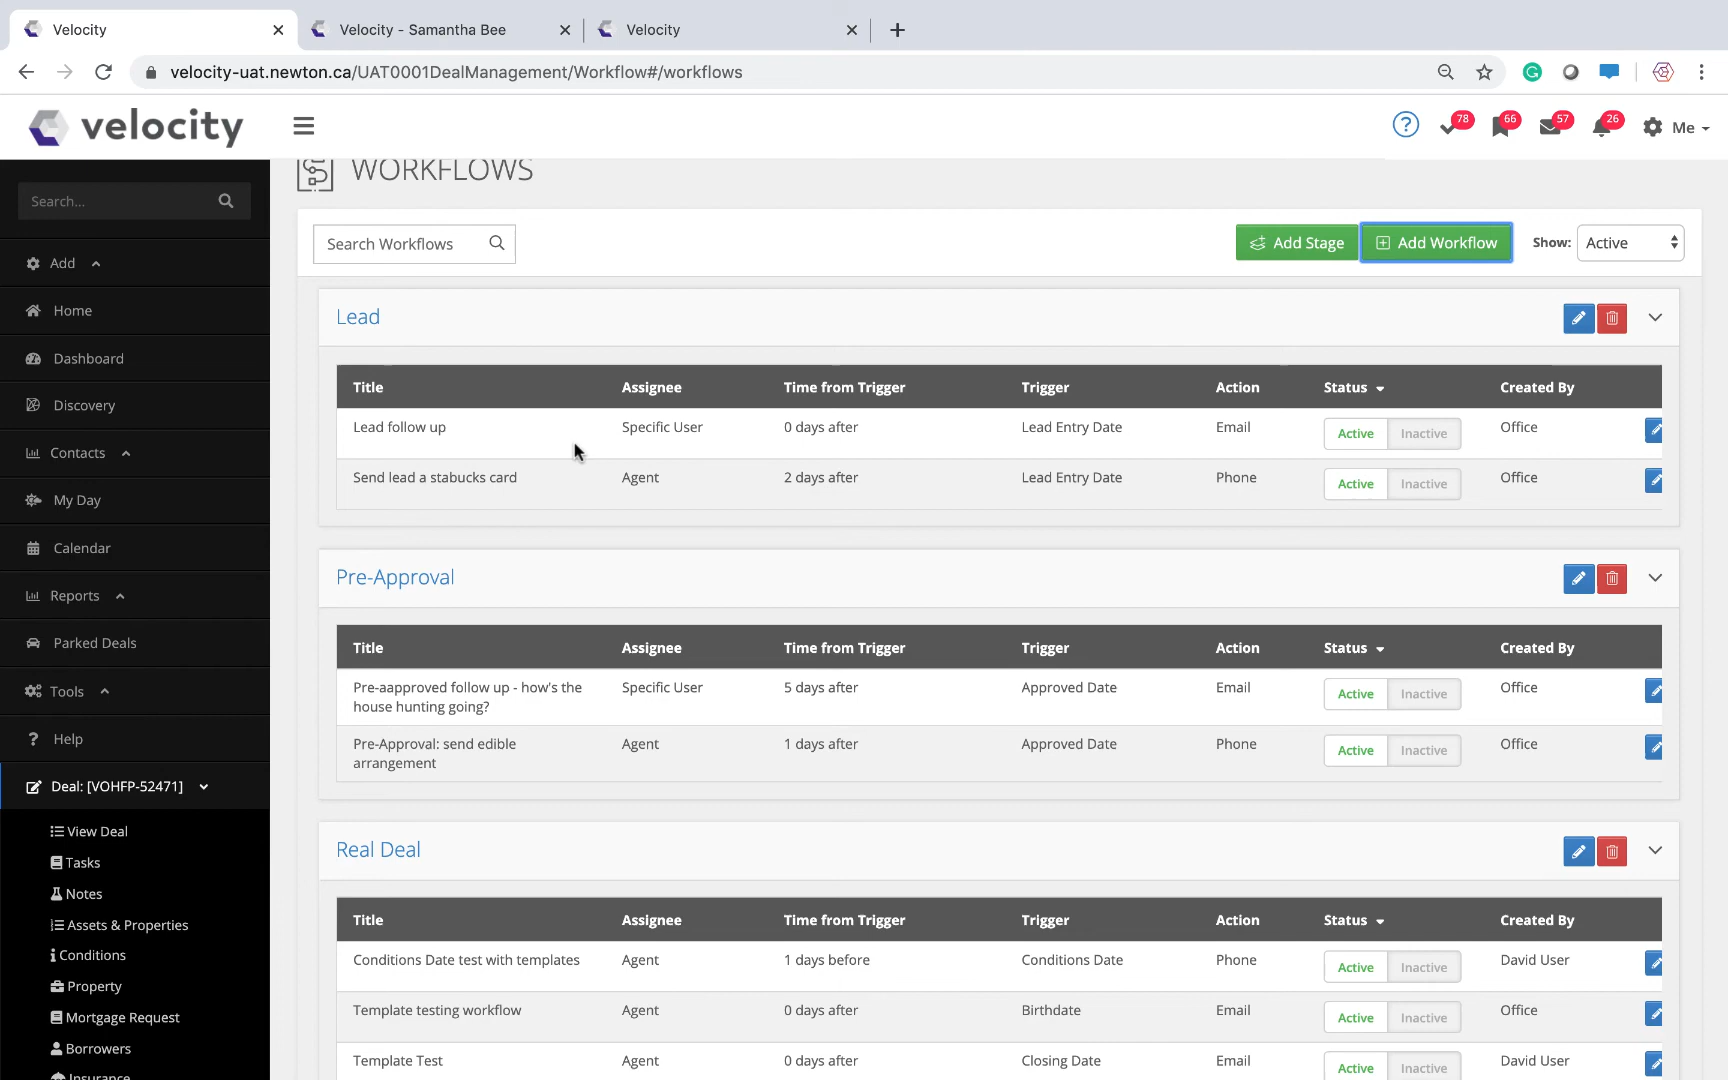 Velocity
Velocity - Samantha Bee
Velocity
velocity-uat.newton.ca/UAT0001DealManagement/Workflow#/workflows
velocity
78
66
57
26
Me
Search...
Add
Home
Dashboard
Discovery
Contacts
My Day
Calendar
Reports
Parked Deals
Tools
Help
Deal: [VOHFP-52471]
View Deal
Tasks
Notes
Assets & Properties
Conditions
Property
Mortgage Request
Borrowers
Insurance
WORKFLOWS
Search Workflows
Add Stage
Add Workflow
Show: Active
Lead
Title Assignee Time from Trigger Trigger Action Status Created By
Lead follow up Specific User 0 days after Lead Entry Date Email Active Inactive Office
Send lead a stabucks card Agent 2 days after Lead Entry Date Phone Active Inactive Office
Pre-Approval
Title Assignee Time from Trigger Trigger Action Status Created By
Pre-aapproved follow up - how's the Specific User 5 days after Approved Date Email Active Inactive Office
house hunting going?
Pre-Approval: send edible Agent 1 days after Approved Date Phone Active Inactive Office
arrangement
Real Deal
Title Assignee Time from Trigger Trigger Action Status Created By
Conditions Date test with templates Agent 1 days before Conditions Date Phone Active Inactive David User
Template testing workflow Agent 0 days after Birthdate Email Active Inactive Office
Template Test Agent 0 days after Closing Date Email Active Inactive David User